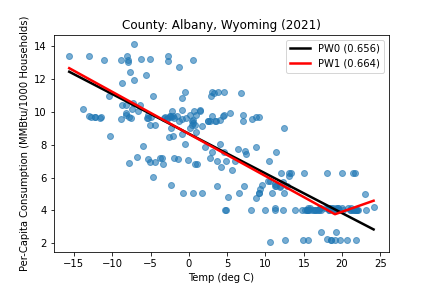 County: Albany, Wyoming (2021)
PW0 (0.656)
PW1 (0.664)
Per-Capita Consumption (MMBtu/1000 Households)
14
12
10
8
6
4
2
−15 −10 −5 0 5 10 15 20 25
Temp (deg C)